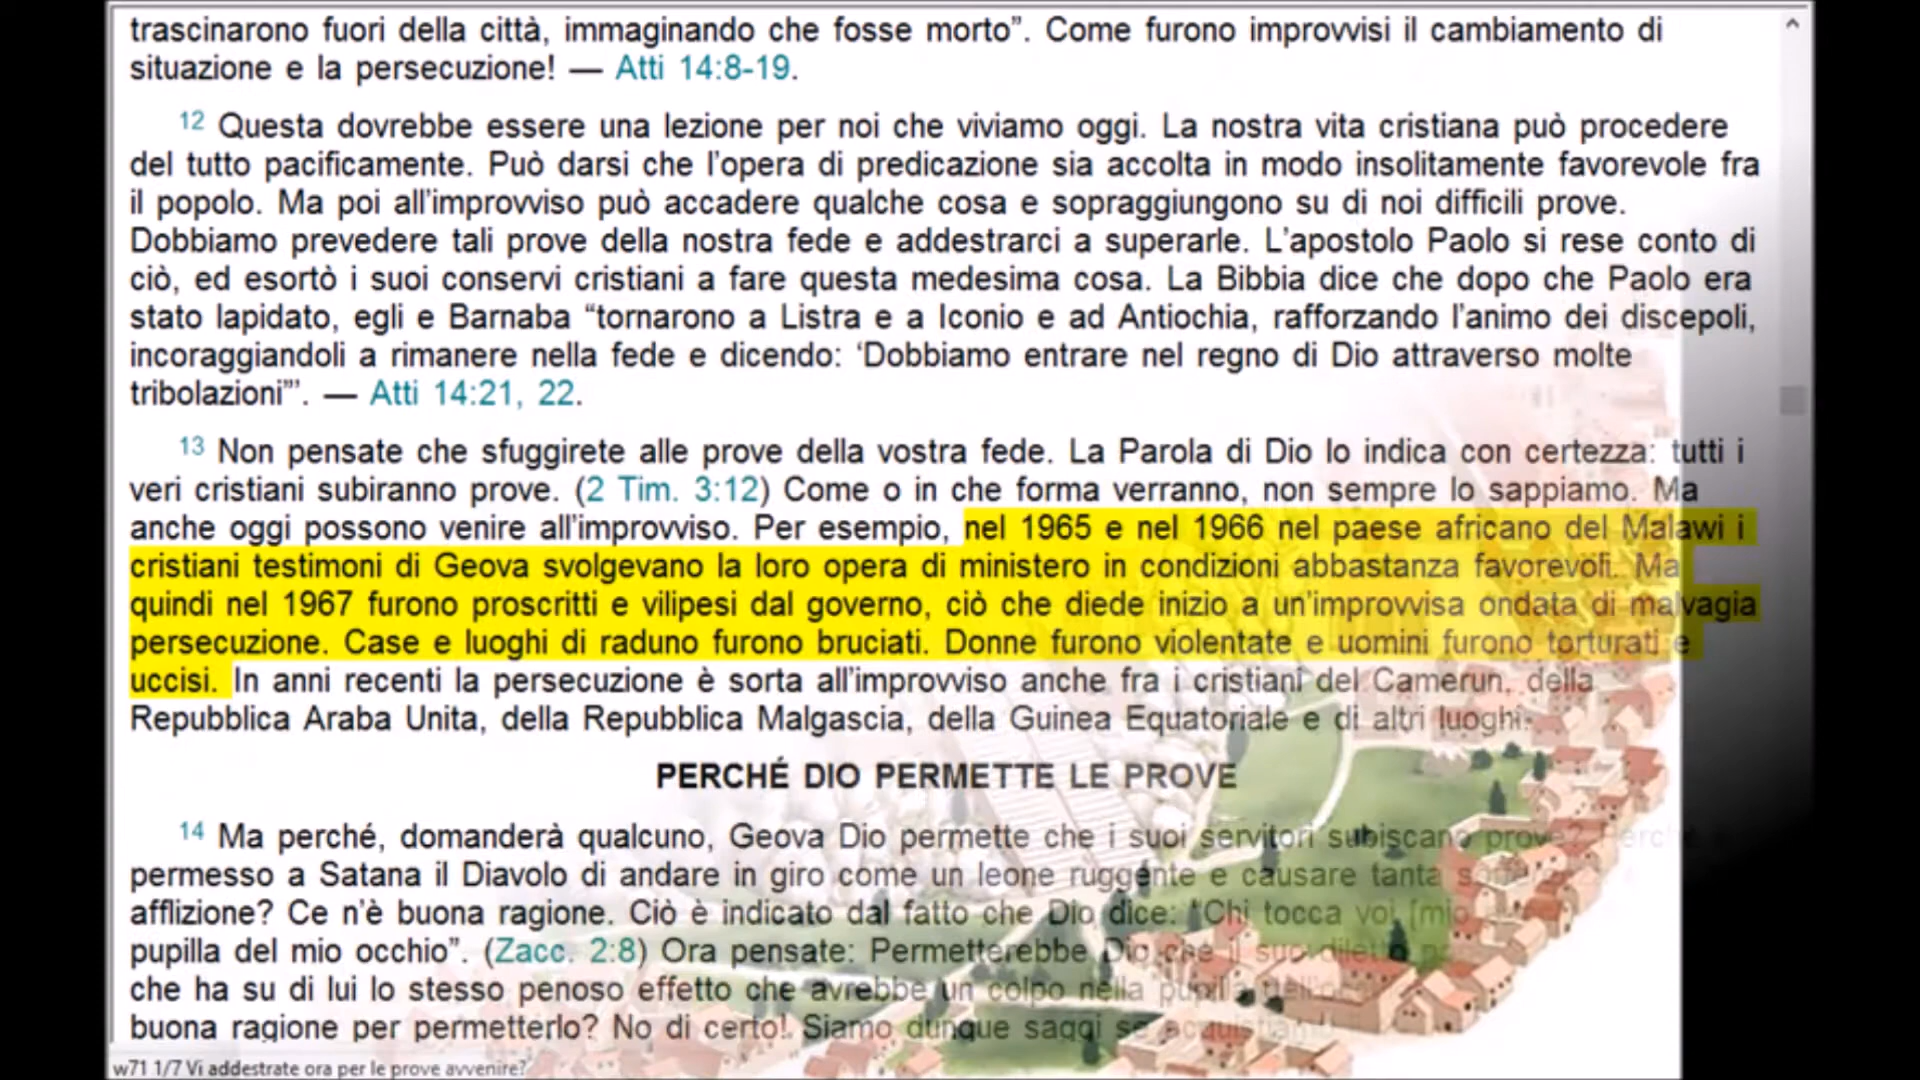 trascinarono fuori della città, immaginando che fosse morto”. Come furono improvvisi il cambiamento di
situazione e la persecuzione! — Atti 14:8-19.
12 Questa dovrebbe essere una lezione per noi che viviamo oggi. La nostra vita cristiana può procedere
del tutto pacificamente. Può darsi che l’opera di predicazione sia accolta in modo insolitamente favorevole fra
il popolo. Ma poi all’improvviso può accadere qualche cosa e sopraggiungono su di noi difficili prove.
Dobbiamo prevedere tali prove della nostra fede e addestrarci a superarle. L’apostolo Paolo si rese conto di
ciò, ed esortò i suoi conservi cristiani a fare questa medesima cosa. La Bibbia dice che dopo che Paolo era
stato lapidato, egli e Barnaba “tornarono a Listra e a Iconio e ad Antiochia, rafforzando l’animo dei discepoli,
incoraggiandoli a rimanere nella fede e dicendo: ‘Dobbiamo entrare nel regno di Dio attraverso molte
tribolazioni’”. — Atti 14:21, 22.
13 Non pensate che sfuggirete alle prove della vostra fede. La Parola di Dio lo indica con certezza: tutti i
veri cristiani subiranno prove. (2 Tim. 3:12) Come o in che forma verranno, non sempre lo sappiamo. Ma
anche oggi possono venire all’improvviso. Per esempio, nel 1965 e nel 1966 nel paese africano del Malawi i
cristiani testimoni di Geova svolgevano la loro opera di ministero in condizioni abbastanza favorevoli. Ma
quindi nel 1967 furono proscritti e vilipesi dal governo, ciò che diede inizio a un’improvvisa ondata di malvagia
persecuzione. Case e luoghi di raduno furono bruciati. Donne furono violentate e uomini furono torturati e
uccisi. In anni recenti la persecuzione è sorta all’improvviso anche fra i cristiani del Camerun, della
Repubblica Araba Unita, della Repubblica Malgascia, della Guinea Equatoriale e di altri luoghi.
PERCHÉ DIO PERMETTE LE PROVE
14 Ma perché, domanderà qualcuno, Geova Dio permette che i suoi servitori subiscano prove?
permesso a Satana il Diavolo di andare in giro come un leone ruggente e causare tanta
afflizione? Ce n’è buona ragione. Ciò è indicato dal fatto che Dio dice: “Chi tocca voi [mio
pupilla del mio occhio”. (Zacc. 2:8) Ora pensate: Permetterebbe Dio che il suo diletto
che ha su di lui lo stesso penoso effetto che avrebbe un colpo nella pupilla
buona ragione per permetterlo? No di certo! Siamo dunque saggi se
w71 1/7 Vi addestrate ora per le prove avvenire?